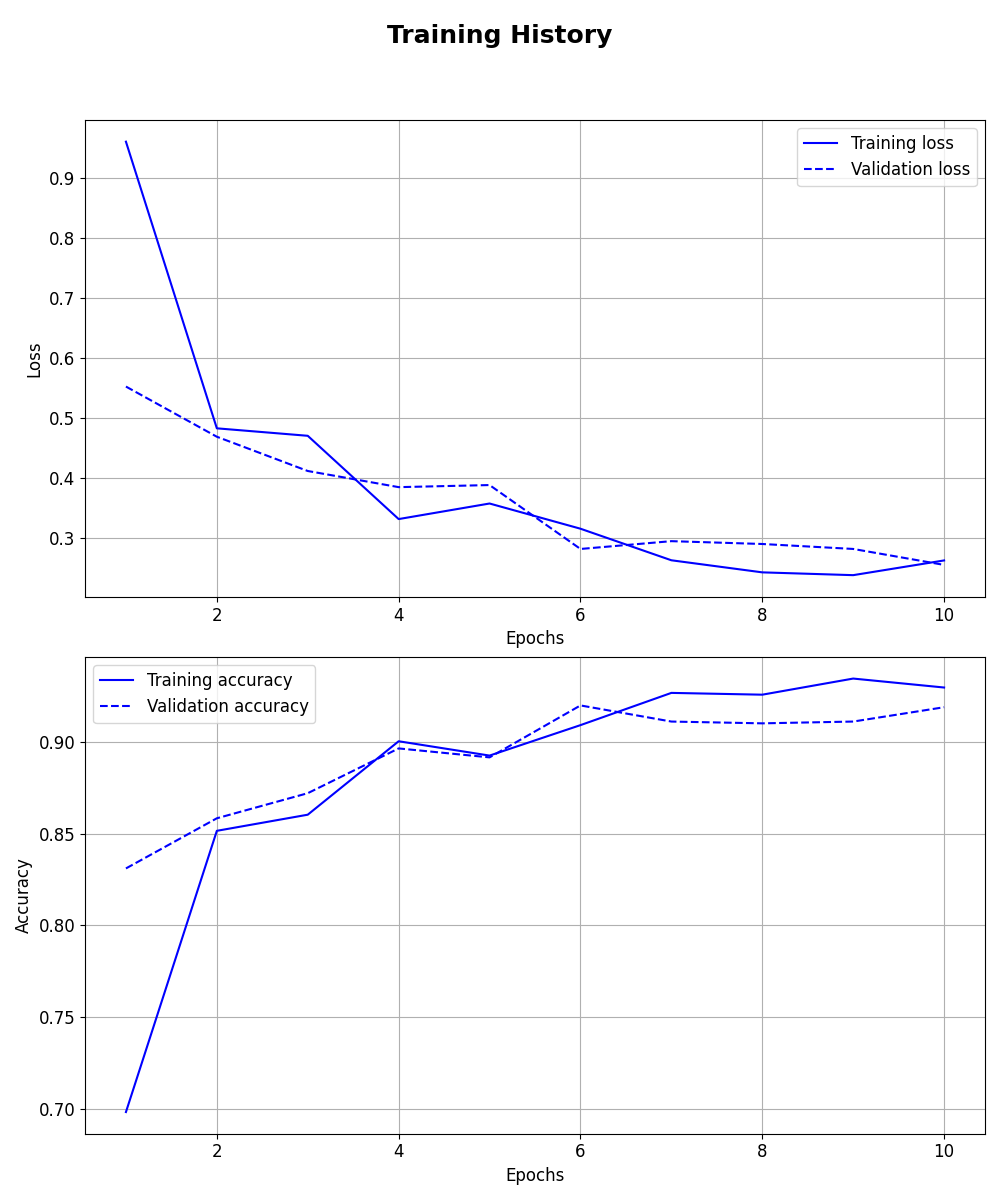 Training History
Training loss
Validation loss
0.9
0.8
0.7
0.6
0.5
0.4
0.3
Loss
2 4 6 8 10
Epochs
Training accuracy
Validation accuracy
0.90
0.85
0.80
0.75
0.70
Accuracy
2 4 6 8 10
Epochs